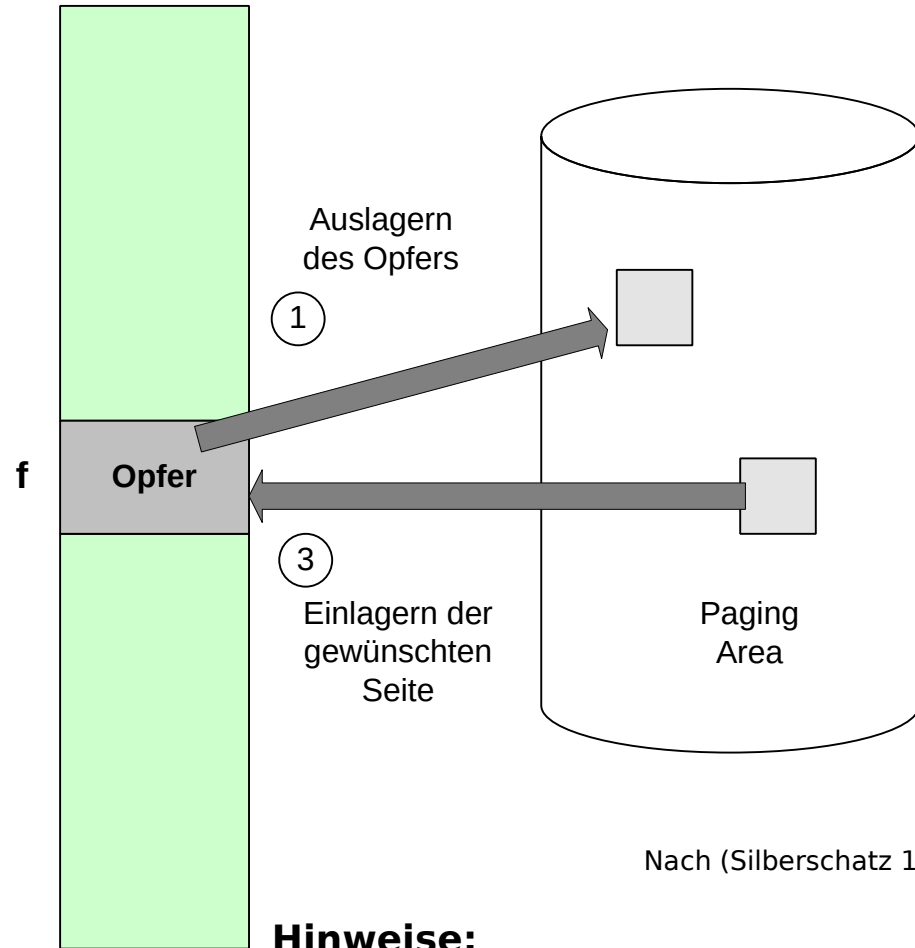 Auslagern
des Opfers
1
f
Opfer
3
Einlagern der
gewünschten
Seite
Paging
Area
Nach (Silberschatz 1
Hinweise: